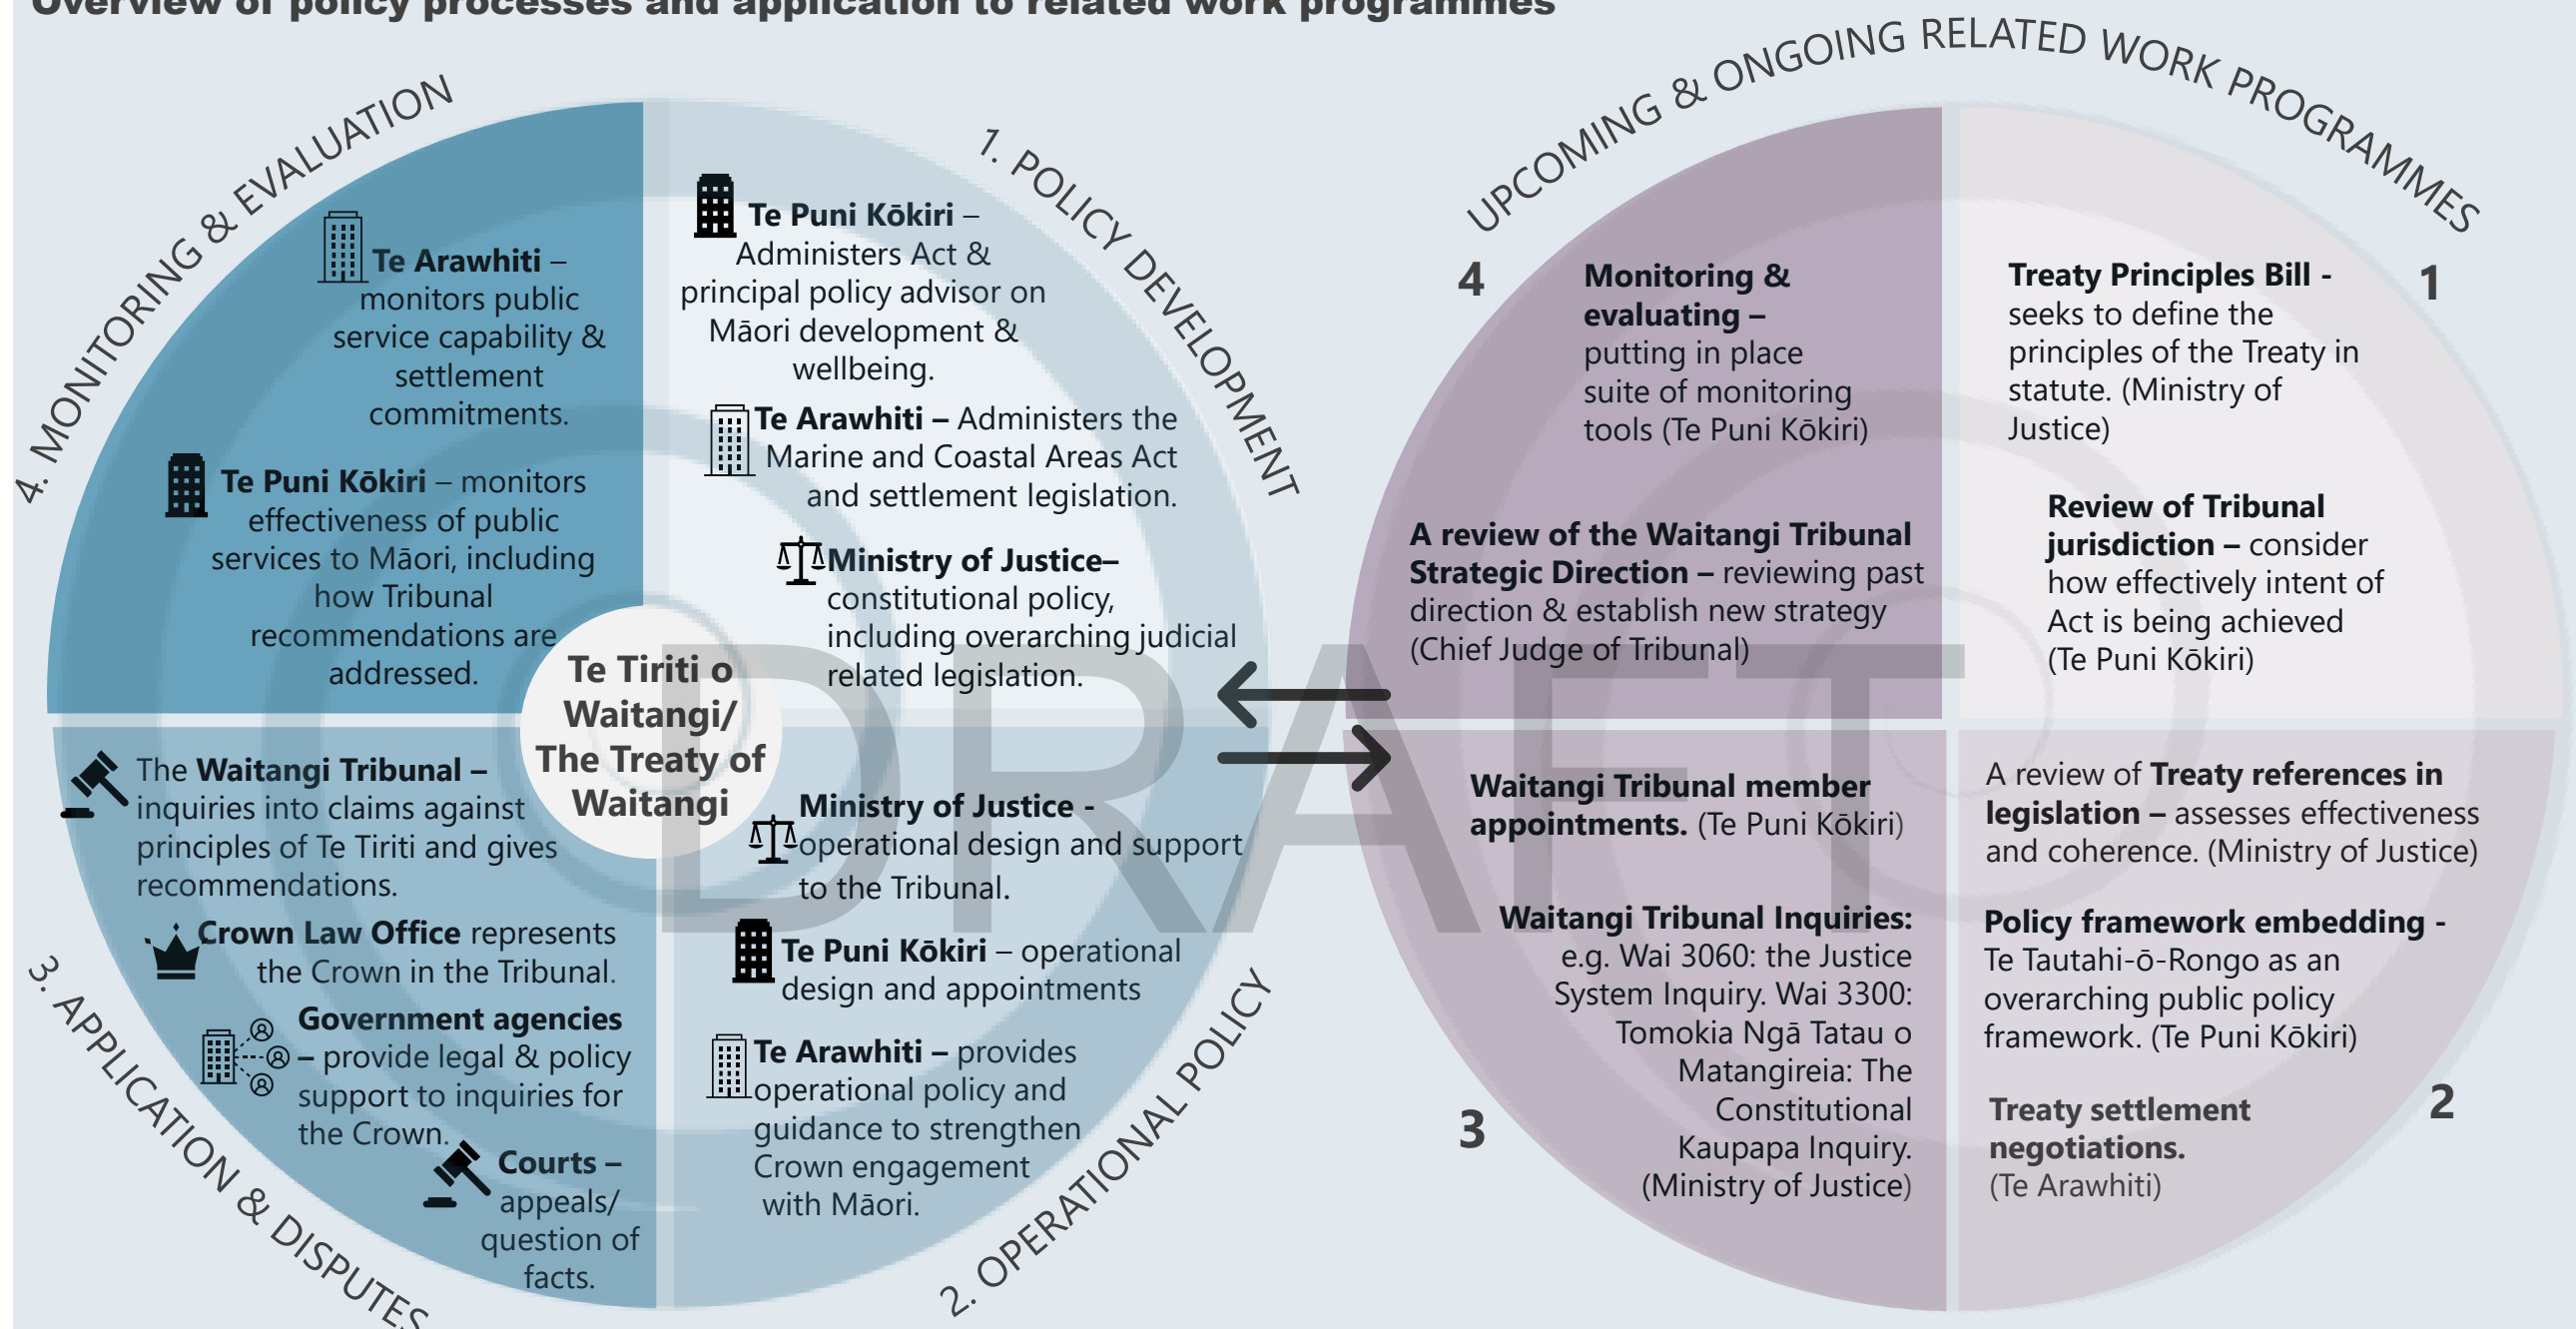 Overview of policy processes and application to related work programmes
4. MONITORING & EVALUATION
Te Arawhiti –
monitors public
service capability &
settlement
commitments.
Te Puni Kōkiri – monitors
effectiveness of public
services to Māori, including
how Tribunal
recommendations are
addressed.
1. POLICY DEVELOPMENT
Te Puni Kōkiri –
Administers Act &
principal policy advisor on
Māori development &
wellbeing.
Te Arawhiti – Administers the
Marine and Coastal Areas Act
and settlement legislation.
Ministry of Justice–
constitutional policy,
including overarching judicial
related legislation.
Te Tiriti o
Waitangi/
The Treaty of
Waitangi
3. APPLICATION & DISPUTES
The Waitangi Tribunal –
inquiries into claims against
principles of Te Tiriti and gives
recommendations.
Crown Law Office represents
the Crown in the Tribunal.
Government agencies
– provide legal & policy
support to inquiries for
the Crown.
Courts –
appeals/
question of
facts.
2. OPERATIONAL POLICY
Ministry of Justice -
operational design and support
to the Tribunal.
Te Puni Kōkiri – operational
design and appointments
Te Arawhiti – provides
operational policy and
guidance to strengthen
Crown engagement
with Māori.
UPCOMING & ONGOING RELATED WORK PROGRAMMES
4
Monitoring &
evaluating –
putting in place
suite of monitoring
tools (Te Puni Kōkiri)
A review of the Waitangi Tribunal
Strategic Direction – reviewing past
direction & establish new strategy
(Chief Judge of Tribunal)
1
Treaty Principles Bill -
seeks to define the
principles of the Treaty in
statute. (Ministry of
Justice)
Review of Tribunal
jurisdiction – consider
how effectively intent of
Act is being achieved
(Te Puni Kōkiri)
Waitangi Tribunal member
appointments. (Te Puni Kōkiri)
Waitangi Tribunal Inquiries:
e.g. Wai 3060: the Justice
System Inquiry. Wai 3300:
Tomokia Ngā Tatau o
Matangireia: The
Constitutional
Kaupapa Inquiry.
(Ministry of Justice)
3
A review of Treaty references in
legislation – assesses effectiveness
and coherence. (Ministry of Justice)
Policy framework embedding -
Te Tautahi-ō-Rongo as an
overarching public policy
framework. (Te Puni Kōkiri)
Treaty settlement
negotiations.
(Te Arawhiti)
2
DRAFT